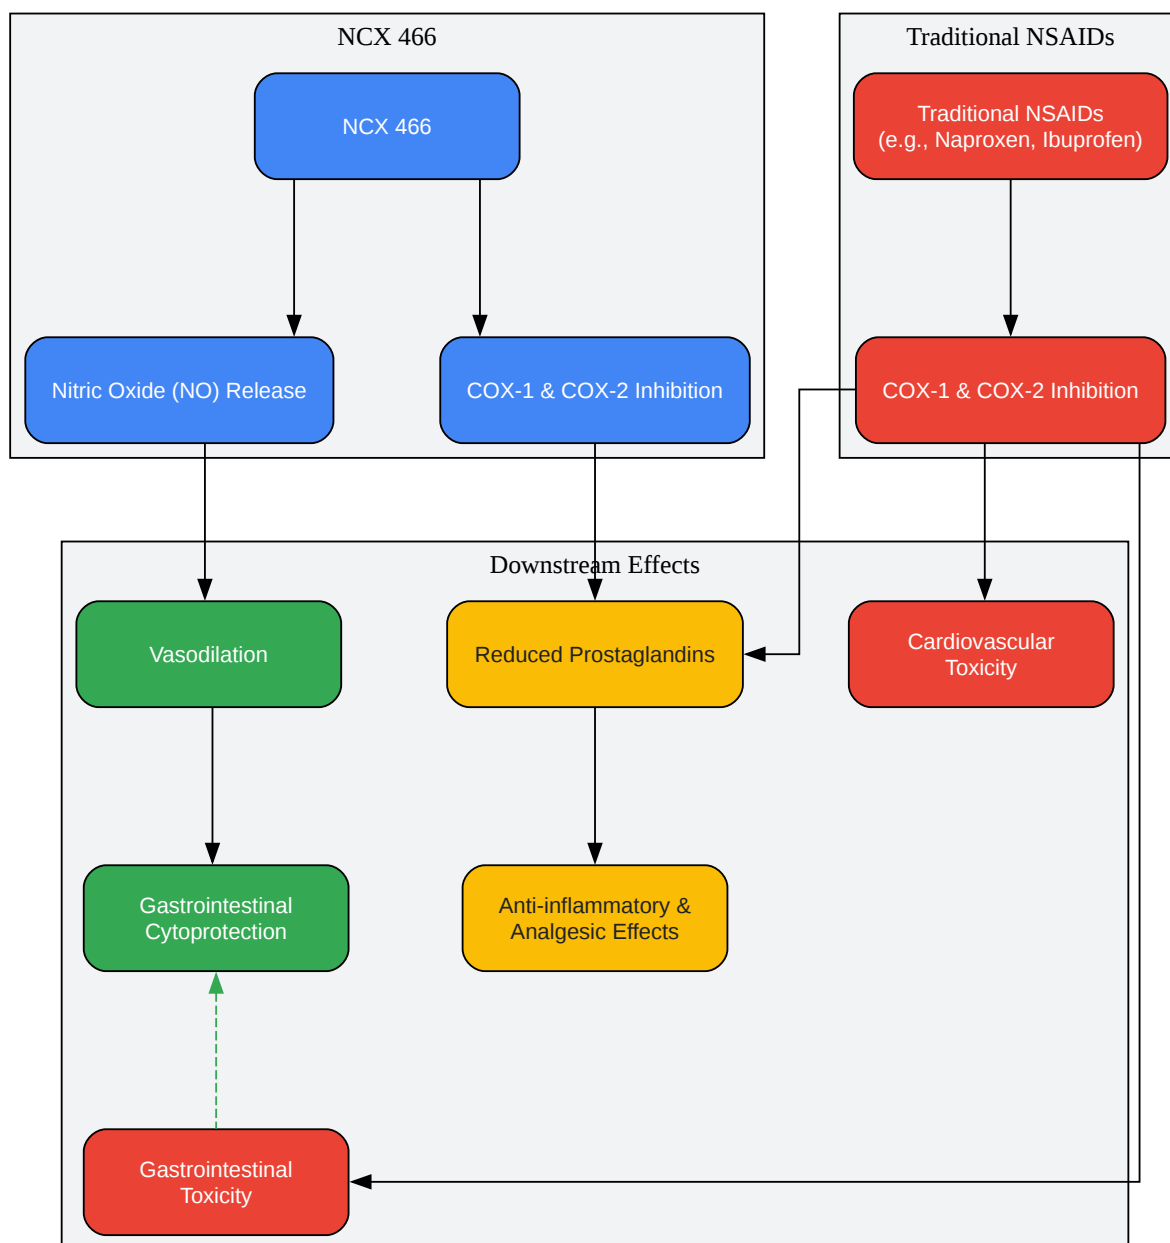 NCX 466
Traditional NSAIDs
NCX 466
Traditional NSAIDs
(e.g., Naproxen, Ibuprofen)
Nitric Oxide (NO) Release
COX-1 & COX-2 Inhibition
COX-1 & COX-2 Inhibition
Downstream Effects
Vasodilation
Reduced Prostaglandins
Cardiovascular
Toxicity
Gastrointestinal
Cytoprotection
Anti-inflammatory &
Analgesic Effects
Gastrointestinal
Toxicity